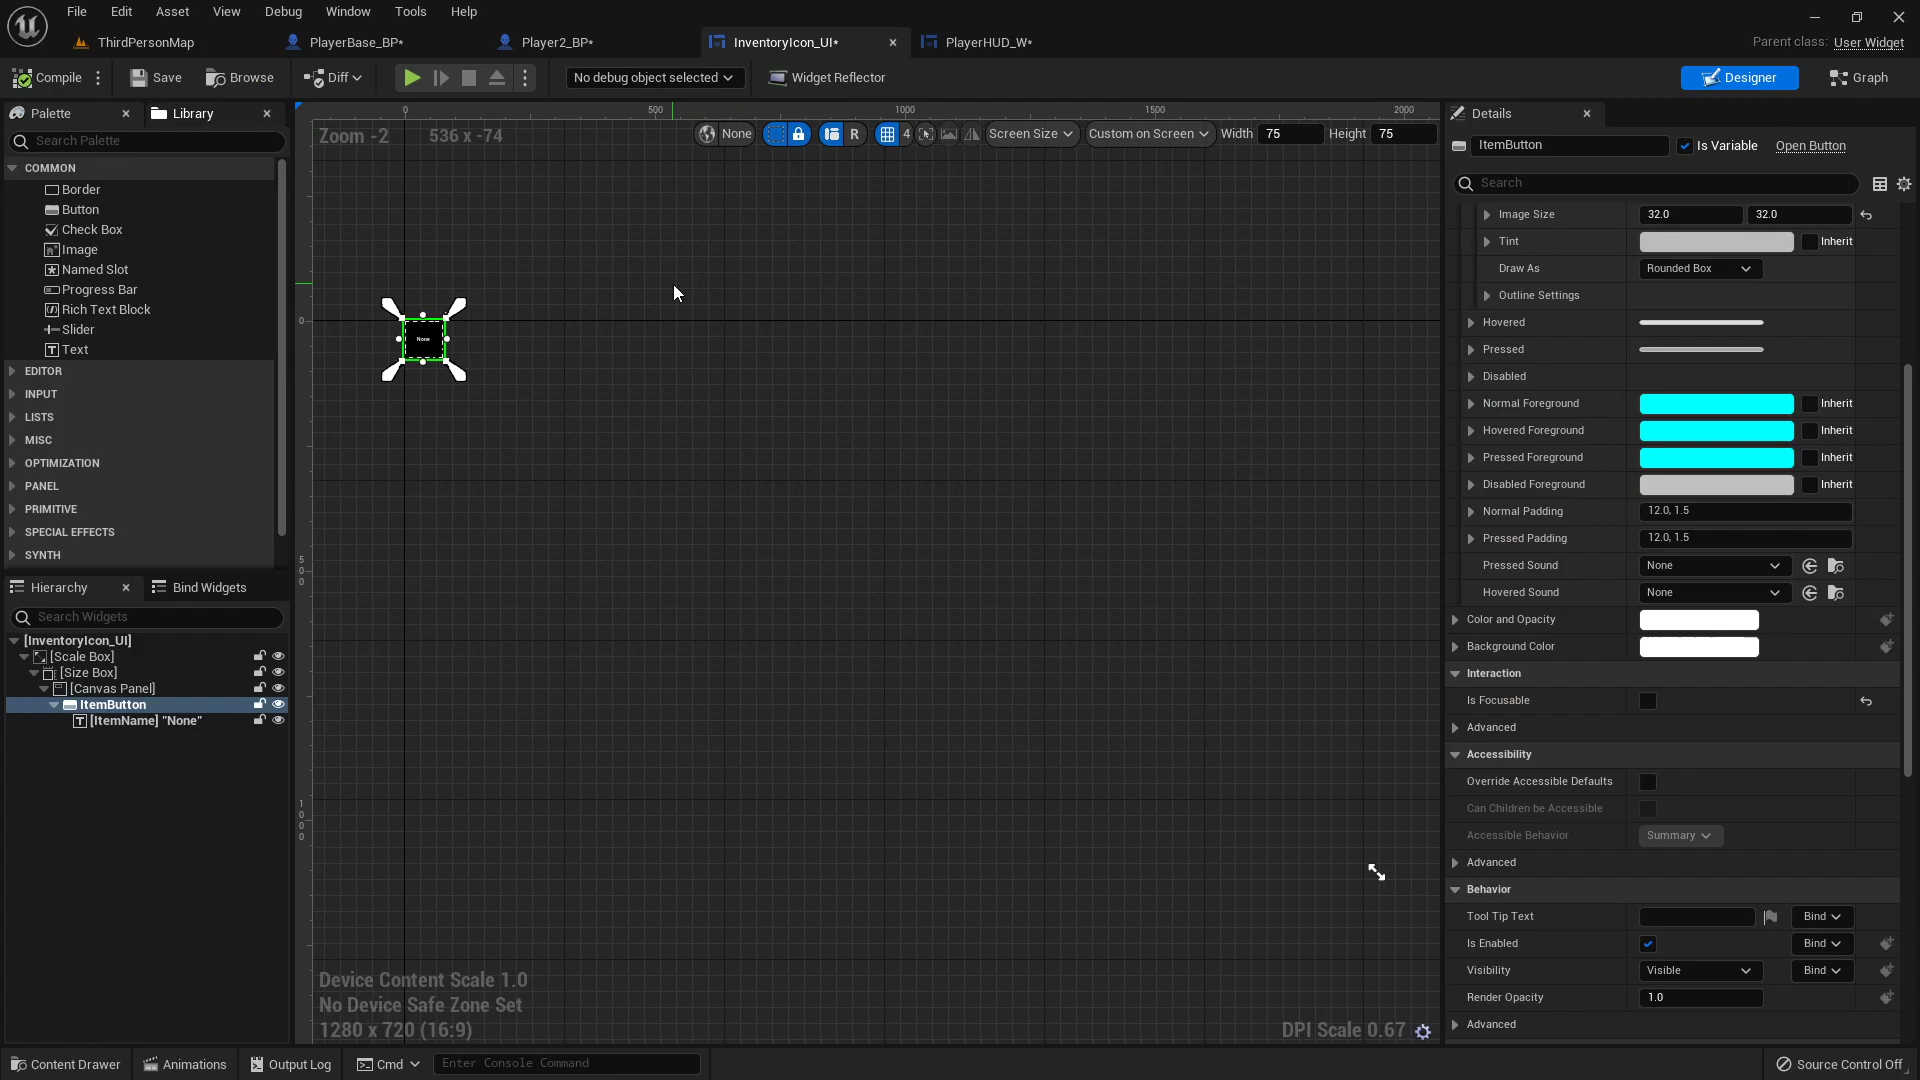 File Edit Asset View Debug Window Tools Help
ThirdPersonMap PlayerBase_BP* Player2_BP* InventoryIcon_UI* PlayerHUD_W* Parent class: User Widget
Compile Save Browse Diff No debug object selected Widget Reflector Designer Graph
Palette Library
Search Palette
COMMON
Border
Button
Check Box
Image
Named Slot
Progress Bar
Rich Text Block
Slider
Text
EDITOR
INPUT
LISTS
MISC
OPTIMIZATION
PANEL
PRIMITIVE
SPECIAL EFFECTS
SYNTH
Hierarchy Bind Widgets
Search Widgets
[InventoryIcon_UI]
[Scale Box]
[Size Box]
[Canvas Panel]
ItemButton
[ItemName] "None"
0 500 1000 1500 2000
Zoom -2 536 x -74 None R 4 Screen Size Custom on Screen Width 75 Height 75
0
None
500
1000
Device Content Scale 1.0
No Device Safe Zone Set
1280 x 720 (16:9) DPI Scale 0.67
Details
ItemButton Is Variable Open Button
Search
Image Size 32.0 32.0
Tint Inherit
Draw As Rounded Box
Outline Settings
Hovered
Pressed
Disabled
Normal Foreground Inherit
Hovered Foreground Inherit
Pressed Foreground Inherit
Disabled Foreground Inherit
Normal Padding 12.0, 1.5
Pressed Padding 12.0, 1.5
Pressed Sound None
Hovered Sound None
Color and Opacity
Background Color
Interaction
Is Focusable
Advanced
Accessibility
Override Accessible Defaults
Can Children be Accessible
Accessible Behavior Summary
Advanced
Behavior
Tool Tip Text Bind
Is Enabled Bind
Visibility Visible Bind
Render Opacity 1.0
Advanced
Content Drawer Animations Output Log Cmd Enter Console Command Source Control Off